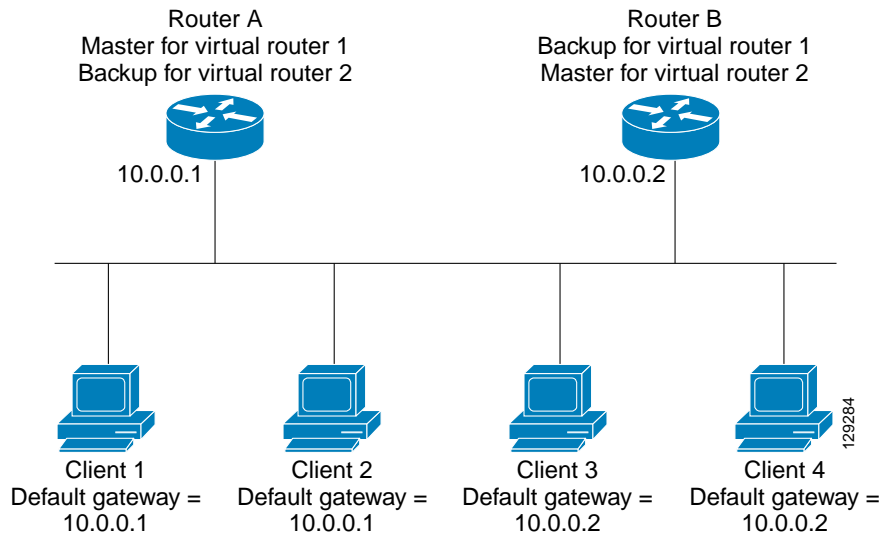 Router A
Master for virtual router 1
Backup for virtual router 2
Router B
Backup for virtual router 1
Master for virtual router 2
10.0.0.1
10.0.0.2
Client 1
Default gateway =
10.0.0.1
Client 2
Default gateway =
10.0.0.1
Client 3
Default gateway =
10.0.0.2
Client 4
Default gateway =
10.0.0.2
129284